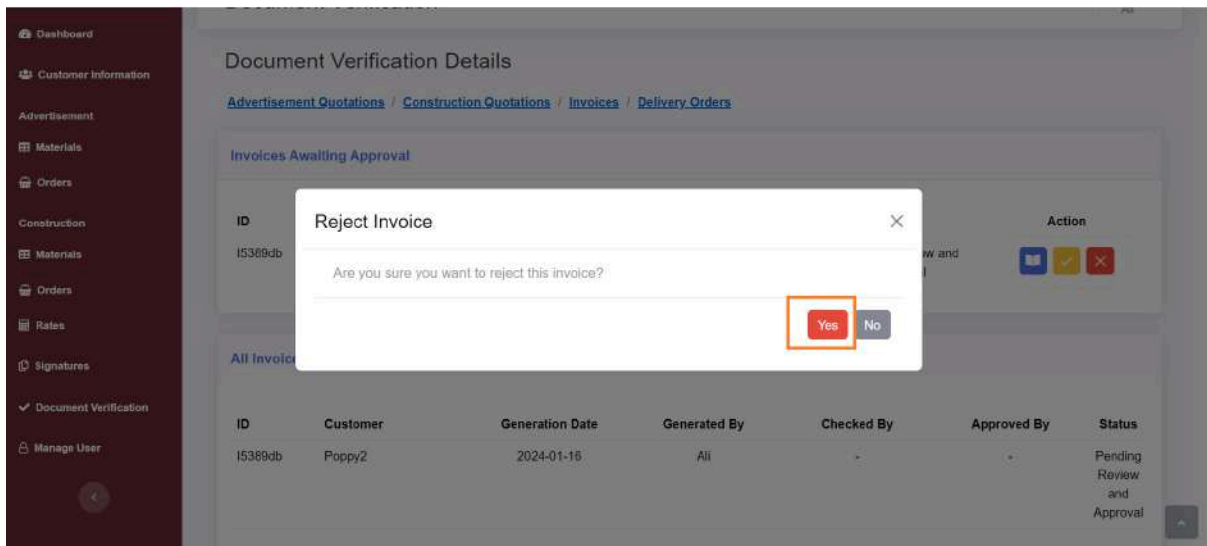 Dashboard
Customer Information
Advertisement
Materials
Orders
Construction
Materials
Orders
Rates
Signatures
Document Verification
Manage User
Document Verification Details
Advertisement Quotations / Construction Quotations / Invoices / Delivery Orders
Invoices Awaiting Approval
ID Action
I5389db
Reject Invoice
Are you sure you want to reject this invoice?
Yes No
ID Customer Generation Date Generated By Checked By Approved By Status
I5389db Poppy2 2024-01-16 Ali - - Pending
Review
and
Approval